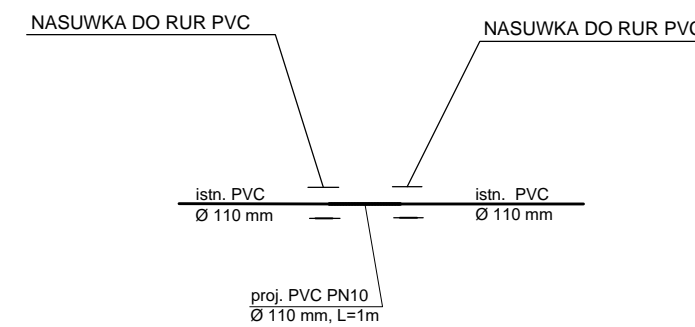 NASUWKA DO RUR PVC
NASUWKA DO RUR PVC
istn. PVC
Ø 110 mm
istn. PVC
Ø 110 mm
proj. PVC PN10
Ø 110 mm, L=1m